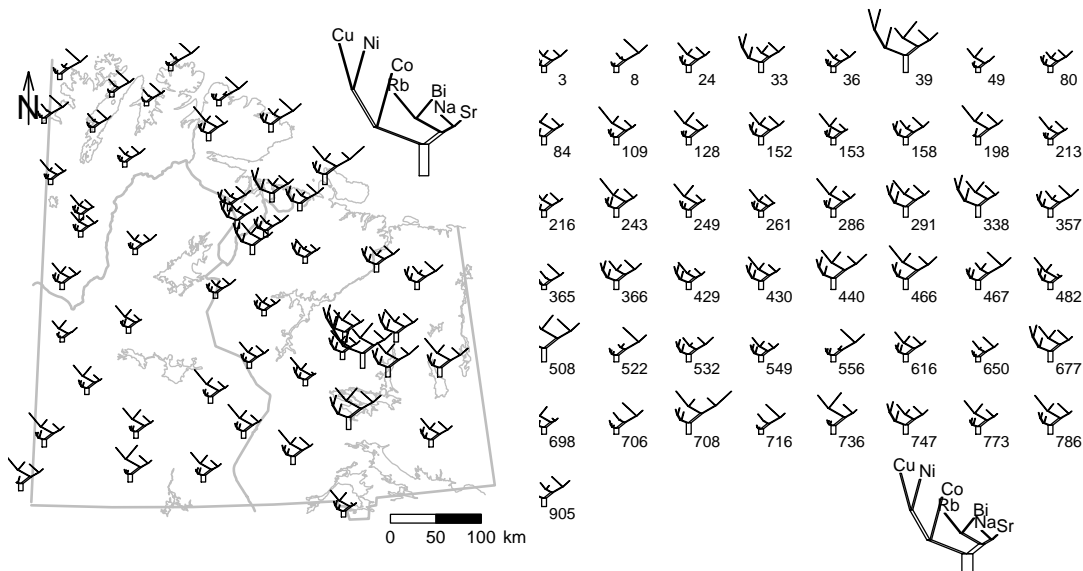 Cu
Ni
Co
Rb
Bi
Na
Sr
N
0 50 100 km
3 8 24 33 36 39 49 80
84 109 128 152 153 158 198 213
216 243 249 261 286 291 338 357
365 366 429 430 440 466 467 482
508 522 532 549 556 616 650 677
698 706 708 716 736 747 773 786
905
Cu
Ni
Co
Rb
Bi
Na
Sr